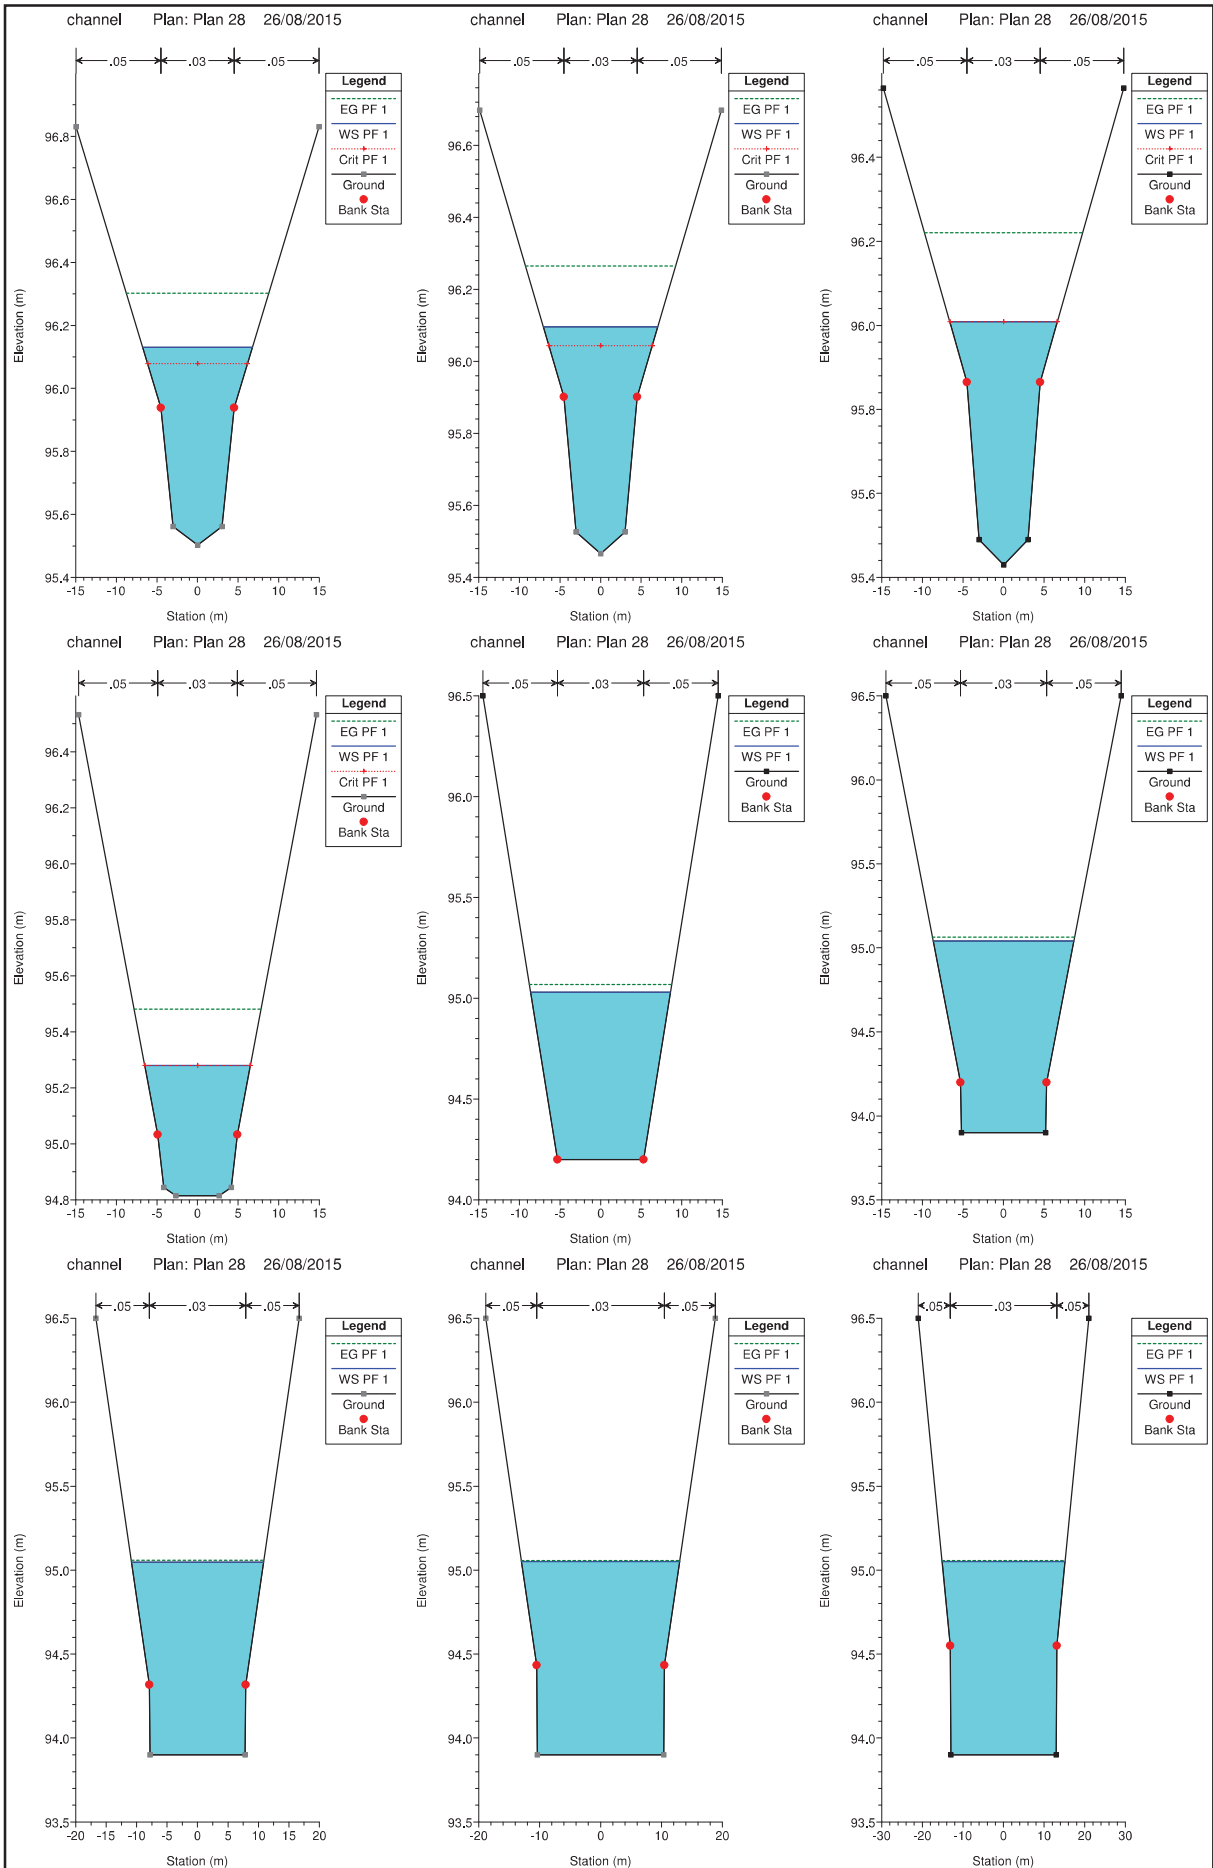 channel Plan: Plan 28 26/08/2015
.05 .03 .05
Legend
EG PF 1
WS PF 1
Crit PF 1
Ground
Bank Sta
96.8
96.6
96.4
96.2
96.0
95.8
95.6
95.4
Elevation (m)
-15 -10 -5 0 5 10 15
Station (m)
channel Plan: Plan 28 26/08/2015
.05 .03 .05
Legend
EG PF 1
WS PF 1
Crit PF 1
Ground
Bank Sta
96.6
96.4
96.2
96.0
95.8
95.6
95.4
Elevation (m)
-15 -10 -5 0 5 10 15
Station (m)
channel Plan: Plan 28 26/08/2015
.05 .03 .05
Legend
EG PF 1
WS PF 1
Crit PF 1
Ground
Bank Sta
96.4
96.2
96.0
95.8
95.6
95.4
Elevation (m)
-15 -10 -5 0 5 10 15
Station (m)
channel Plan: Plan 28 26/08/2015
.05 .03 .05
Legend
EG PF 1
WS PF 1
Crit PF 1
Ground
Bank Sta
96.4
96.2
96.0
95.8
95.6
95.4
95.2
95.0
94.8
Elevation (m)
-15 -10 -5 0 5 10 15
Station (m)
channel Plan: Plan 28 26/08/2015
.05 .03 .05
Legend
EG PF 1
WS PF 1
Ground
Bank Sta
96.5
96.0
95.5
95.0
94.5
94.0
Elevation (m)
-15 -10 -5 0 5 10 15
Station (m)
channel Plan: Plan 28 26/08/2015
.05 .03 .05
Legend
EG PF 1
WS PF 1
Ground
Bank Sta
96.5
96.0
95.5
95.0
94.5
94.0
93.5
Elevation (m)
-15 -10 -5 0 5 10 15
Station (m)
channel Plan: Plan 28 26/08/2015
.05 .03 .05
Legend
EG PF 1
WS PF 1
Ground
Bank Sta
96.5
96.0
95.5
95.0
94.5
94.0
93.5
Elevation (m)
-20 -15 -10 -5 0 5 10 15 20
Station (m)
channel Plan: Plan 28 26/08/2015
.05 .03 .05
Legend
EG PF 1
WS PF 1
Ground
Bank Sta
96.5
96.0
95.5
95.0
94.5
94.0
93.5
Elevation (m)
-20 -15 -10 -5 0 5 10 15 20
Station (m)
channel Plan: Plan 28 26/08/2015
.05 .03 .05
Legend
EG PF 1
WS PF 1
Ground
Bank Sta
96.5
96.0
95.5
95.0
94.5
94.0
93.5
Elevation (m)
-30 -20 -10 0 10 20 30
Station (m)